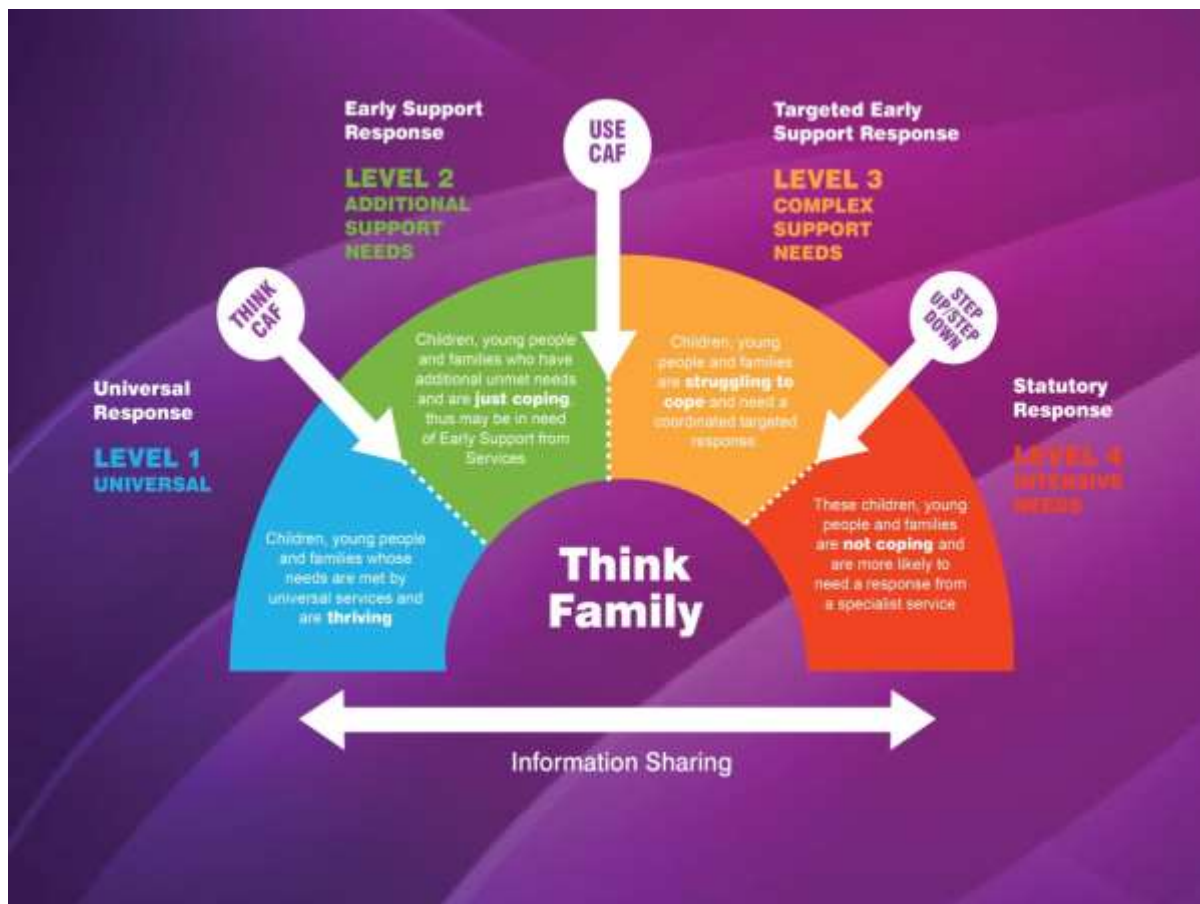 Early Support
Response
LEVEL 2
ADDITIONAL
SUPPORT
NEEDS
USE
CAF
Targeted Early
Support Response
LEVEL 3
COMPLEX
SUPPORT
NEEDS
THINK
CAF
STEP
UP/STEP
DOWN
Universal
Response
LEVEL 1
UNIVERSAL
Children, young people
and families who have
additional unmet needs
and are just coping
thus may be in need
of Early Support from
Services
Children, young
people and families
are struggling to
cope and need a
coordinated targeted
response
Statutory
Response
LEVEL 4
INTENSIVE
NEEDS
Children, young people
and families whose
needs are met by
universal services and
are thriving
Think
Family
These children, young
people and families
are not coping and
are more likely to
need a response from
a specialist service
Information Sharing